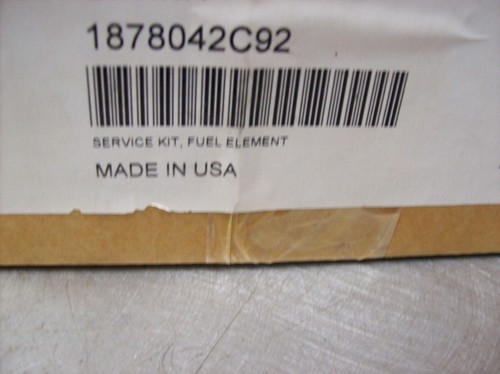 1878042C92
SERVICE KIT, FUEL ELEMENT
MADE IN USA